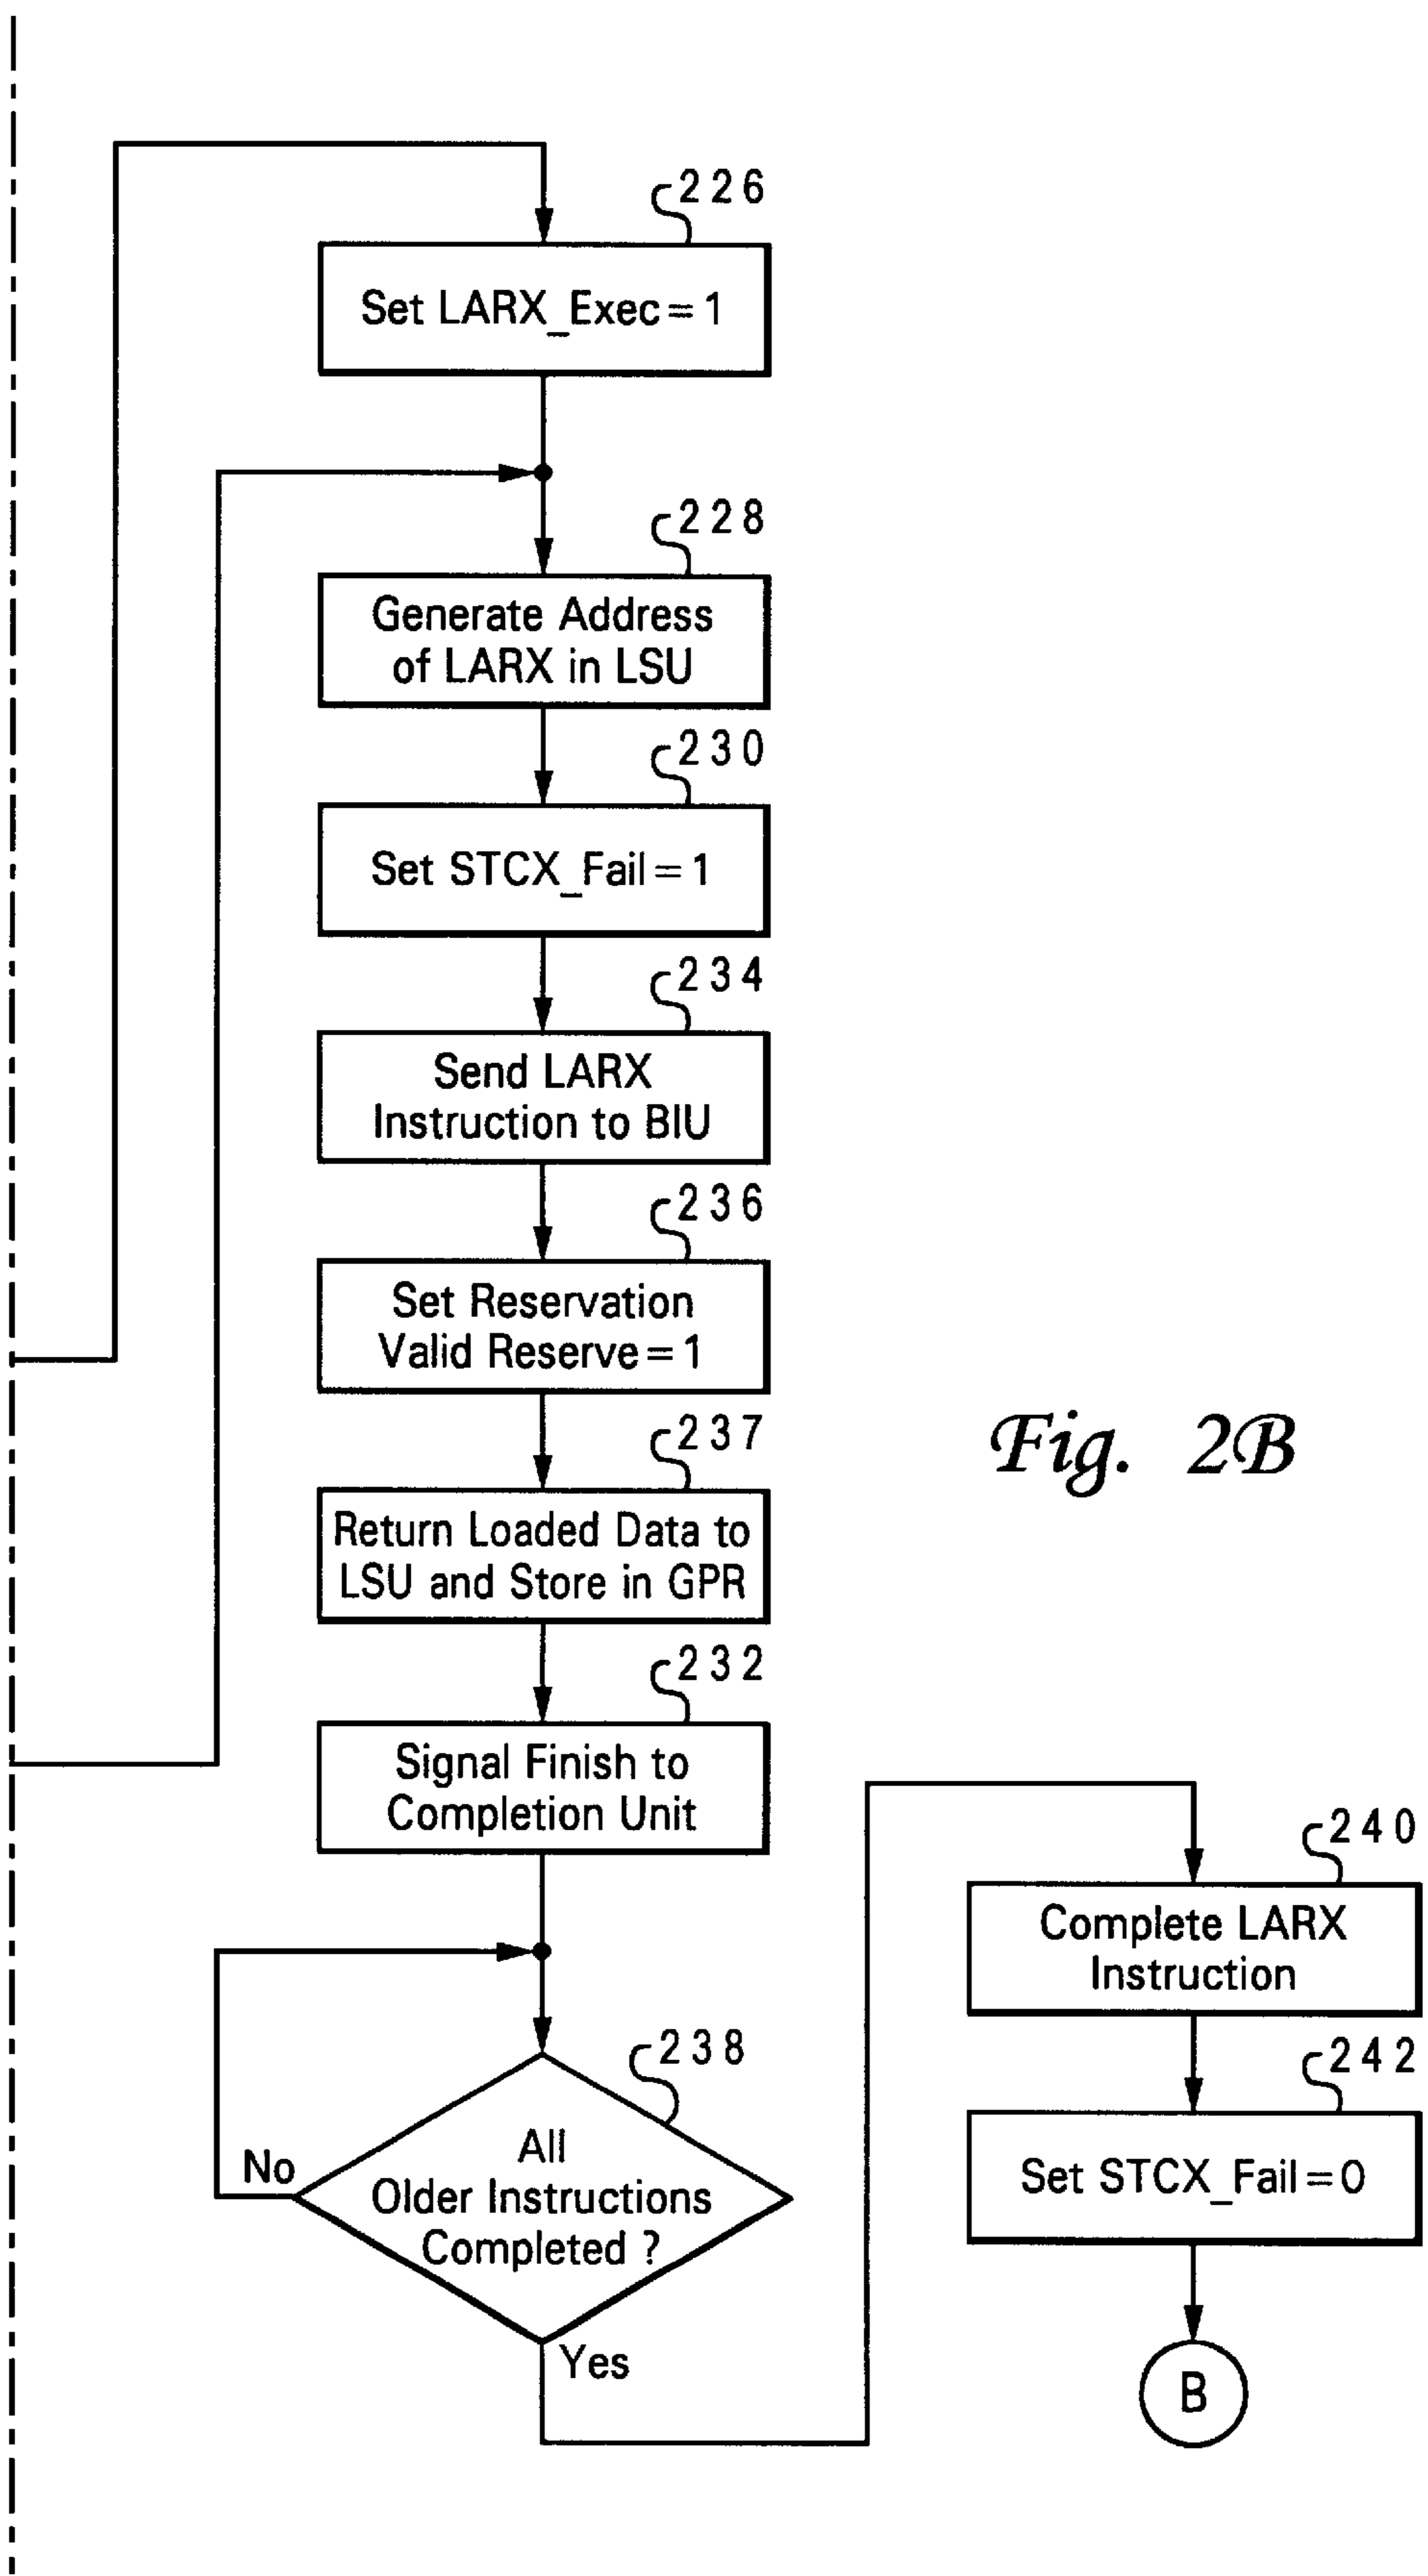 226
Set LARX_Exec = 1
228
Generate Address
of LARX in LSU
230
Set STCX_Fail = 1
234
Send LARX
Instruction to BIU
236
Set Reservation
Valid Reserve = 1
237
Return Loaded Data to
LSU and Store in GPR
232
Signal Finish to
Completion Unit
238
All
Older Instructions
Completed ?
No
Yes
240
Complete LARX
Instruction
242
Set STCX_Fail = 0
B
Fig. 2B